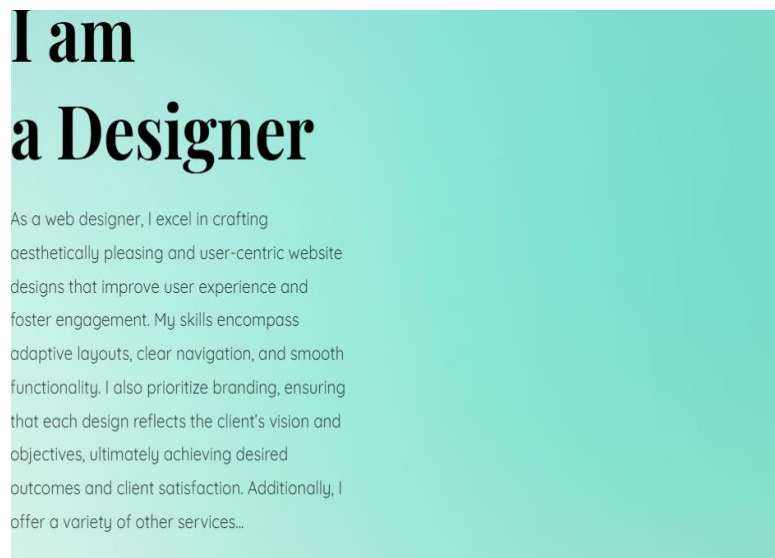 I am
a Designer
As a web designer, I excel in crafting
aesthetically pleasing and user-centric website
designs that improve user experience and
foster engagement. My skills encompass
adaptive layouts, clear navigation, and smooth
functionality. I also prioritize branding, ensuring
that each design reflects the client’s vision and
objectives, ultimately achieving desired
outcomes and client satisfaction. Additionally, I
offer a variety of other services...